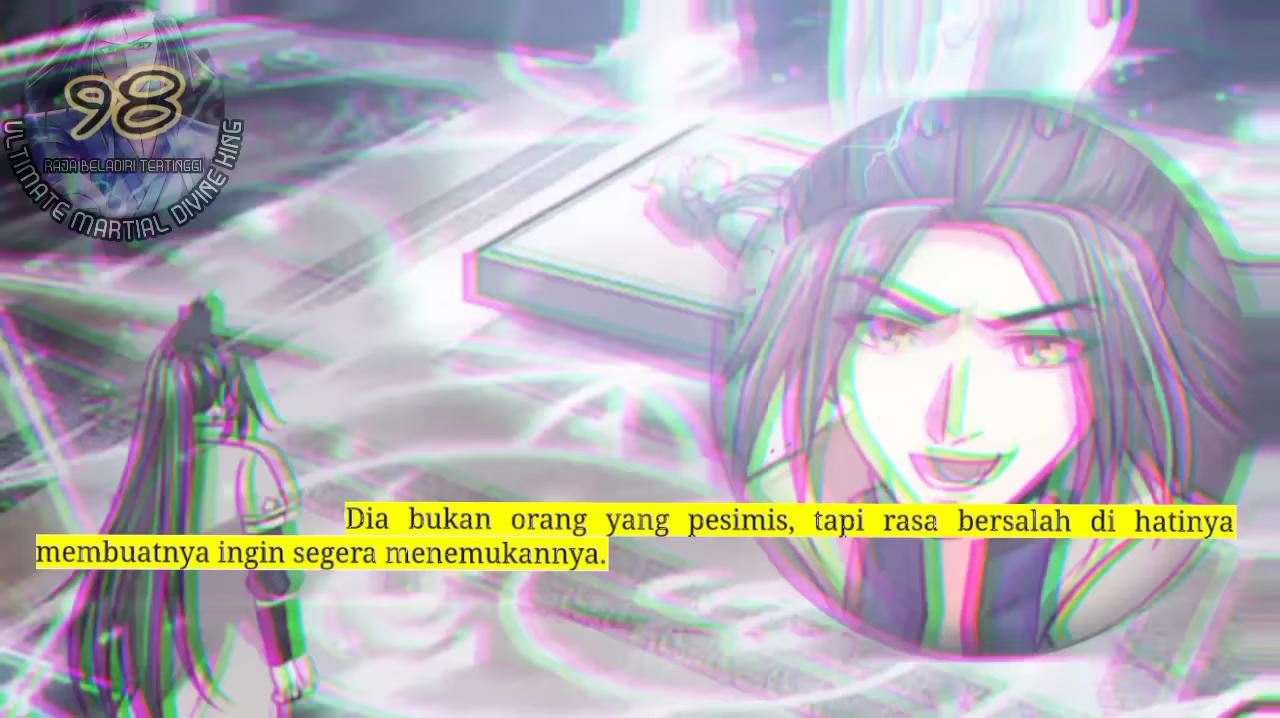 98
RAJA BELADIRI TERTINGGI
ULTIMATE MARTIAL DIVINE KING
Dia bukan orang yang pesimis, tapi rasa bersalah di hatinya
membuatnya ingin segera menemukannya.